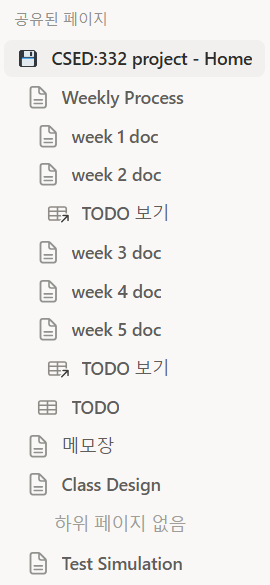 공유된 페이지
CSED:332 project - Home
Weekly Process
week 1 doc
week 2 doc
TODO 보기
week 3 doc
week 4 doc
week 5 doc
TODO 보기
TODO
메모장
Class Design
하위 페이지 없음
Test Simulation